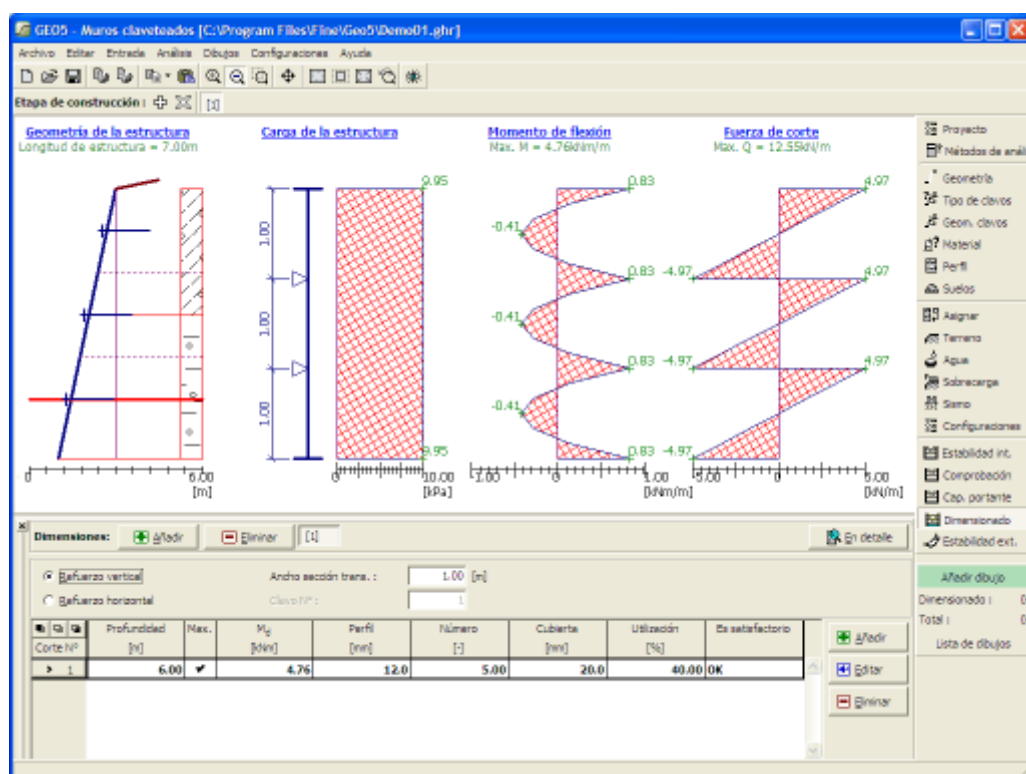 GEO5 - Muros claveteados [C:\Program Files\Fine\Geo5\Demo01.ghr]
Archivo Editar Entrada Análisis Dibujos Configuraciones Ayuda
Etapa de construcción : [1]
Geometría de la estructura
Longitud de estructura = 7.00m
0 6.00
[m]
Carga de la estructura
1.00
1.00
1.00
9.95
9.95
0 10.00
[kPa]
Momento de flexión
Max. M = 4.76kNm/m
0.83
-0.41
0.83
-0.41
0.83
-0.41
0.83
-1.00 0 1.00
[kNm/m]
Fuerza de corte
Max. Q = 12.55kN/m
4.97
-4.97 4.97
-4.97 4.97
-4.97
-5.00 0 5.00
[kN/m]
Proyecto
Métodos de anál
Geometría
Tipo de clavos
Geom. clavos
Material
Perfil
Suelos
Asignar
Terreno
Agua
Sobrecarga
Sismo
Configuraciones
Estabilidad int.
Comprobación
Cap. portante
Dimensionado
Estabilidad ext.
Añadir dibujo
Dimensionado : 0
Total : 0
Lista de dibujos
Dimensiones: Añadir Eliminar [1] En detalle
Refuerzo vertical Ancho sección trans. : 1.00 [m]
Refuerzo horizontal Clavo Nº : 1
Corte Nº Profundidad [m] Max. Md [kNm] Perfil [mm] Número [-] Cubierta [mm] Utilización [%] Es satisfactorio
> 1 6.00 ✔ 4.76 12.0 5.00 20.0 40.00 OK
Añadir
Editar
Eliminar